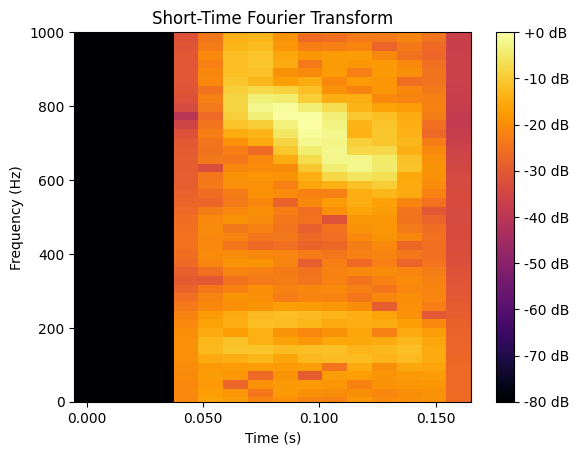 Short-Time Fourier Transform
1000
800
600
400
200
0
Frequency (Hz)
0.000
0.050
0.100
0.150
Time (s)
+0 dB
-10 dB
-20 dB
-30 dB
-40 dB
-50 dB
-60 dB
-70 dB
-80 dB